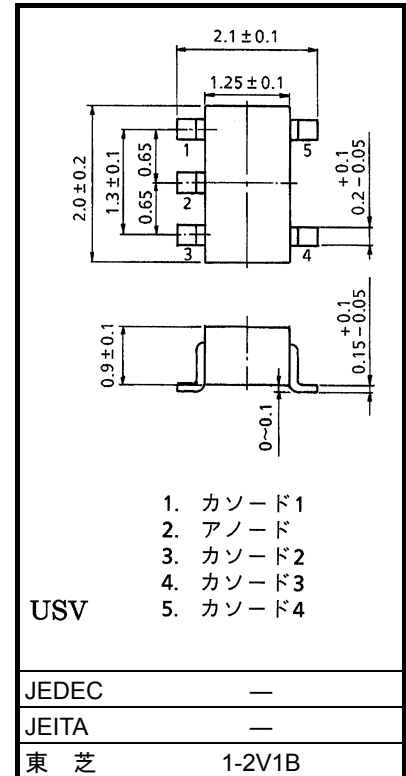 2.1±0.1
1.25±0.1
1
5
2.0±0.2
1.3±0.1
0.65
0.65
2
+0.1
0.2-0.05
3
4
0.9±0.1
+0.1
0.15-0.05
0~0.1
1. カソード1
2. アノード
3. カソード2
4. カソード3
USV 5. カソード4
JEDEC ―
JEITA ―
東 芝 1-2V1B